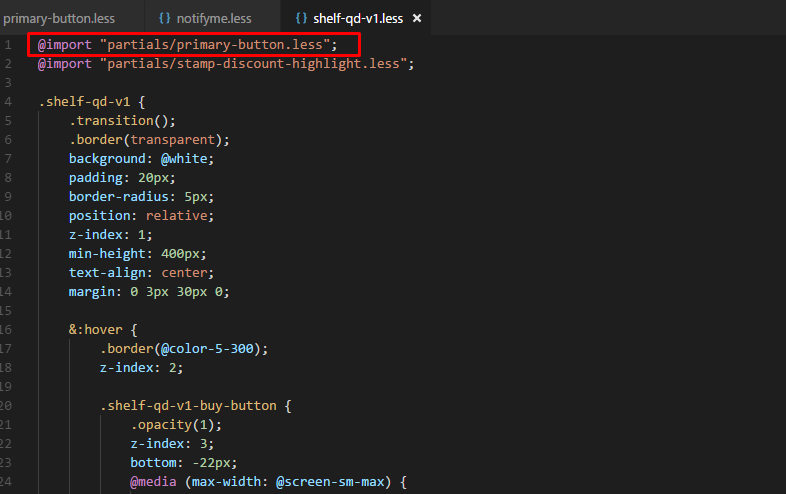 primary-button.less {} notifyme.less {} shelf-qd-v1.less ×
1 @import "partials/primary-button.less";
2 @import "partials/stamp-discount-highlight.less";
3
4 .shelf-qd-v1 {
5 .transition();
6 .border(transparent);
7 background: @white;
8 padding: 20px;
9 border-radius: 5px;
10 position: relative;
11 z-index: 1;
12 min-height: 400px;
13 text-align: center;
14 margin: 0 3px 30px 0;
15
16 &:hover {
17 .border(@color-5-300);
18 z-index: 2;
19
20 .shelf-qd-v1-buy-button {
21 .opacity(1);
22 z-index: 3;
23 bottom: -22px;
24 @media (max-width: @screen-sm-max) {